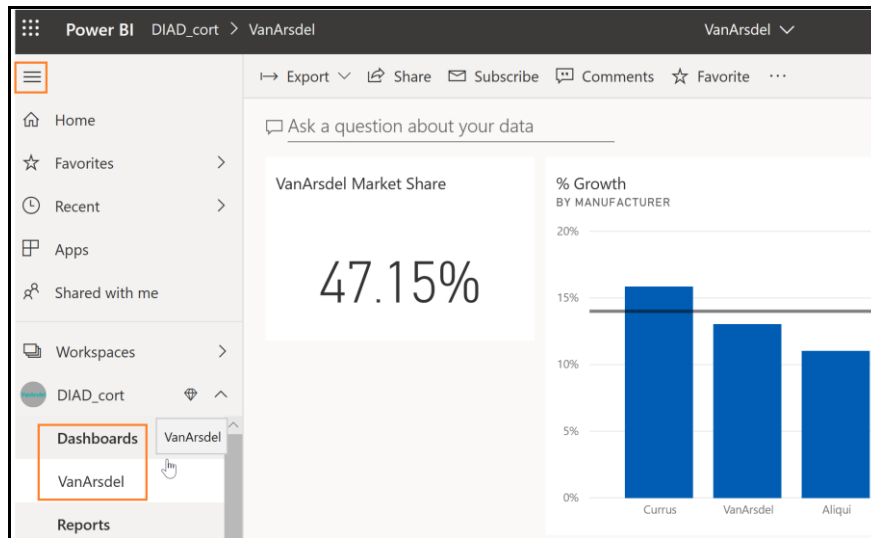 Power BI DIAD_cort > VanArsdel VanArsdel
Export Share Subscribe Comments Favorite ...
Home
Favorites
Recent
Apps
Shared with me
Workspaces
DIAD_cort
Dashboards
VanArsdel
VanArsdel
Reports
Ask a question about your data
VanArsdel Market Share
47.15%
% Growth
BY MANUFACTURER
20%
15%
10%
5%
0%
Currus VanArsdel Aliqui